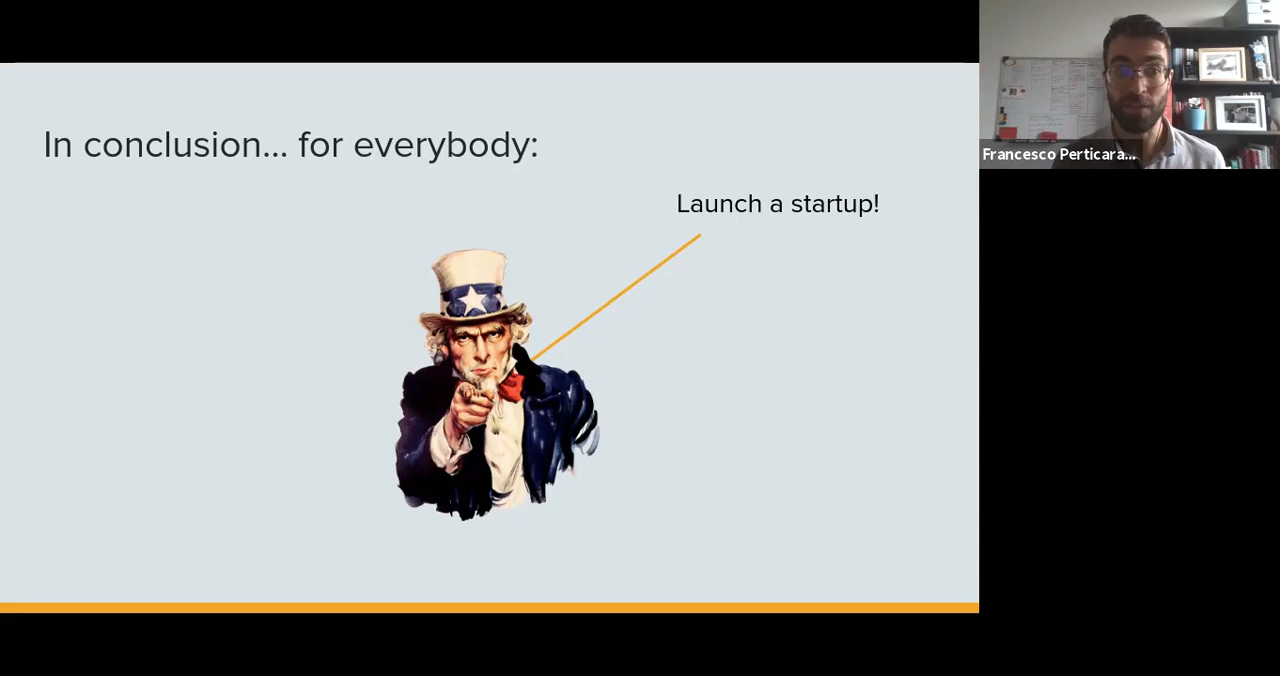 In conclusion... for everybody:
Launch a startup!
Francesco Perticara...